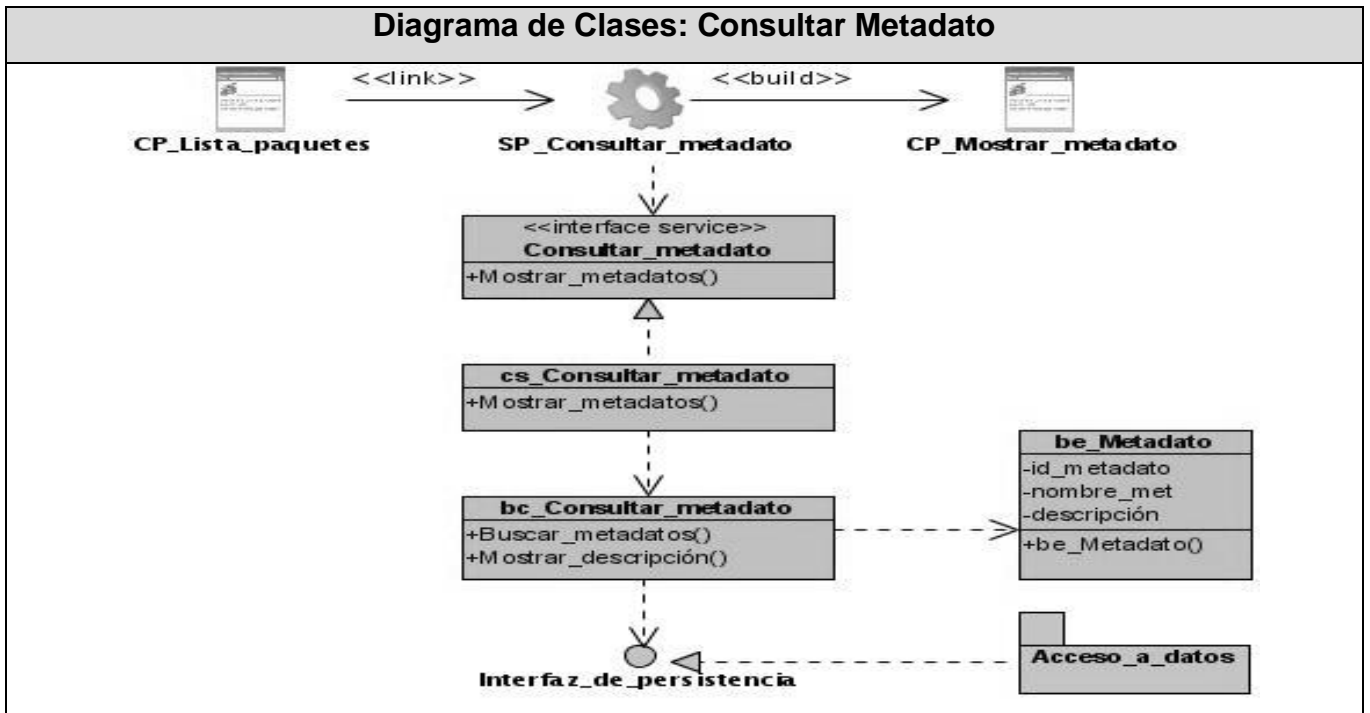 Diagrama de Clases: Consultar Metadato
<<link>>
<<build>>
CP_Lista_paquetes
SP_Consultar_metadato
CP_Mostrar_metadato
<<interface service>>
Consultar_metadato
+Mostrar_metadatos()
cs_Consultar_metadato
+Mostrar_metadatos()
be_Metadato
-id_metadato
-nombre_met
-descripción
+be_Metadato()
bc_Consultar_metadato
+Buscar_metadatos()
+Mostrar_descripción()
Interfaz_de_persistencia
Acceso_a_datos